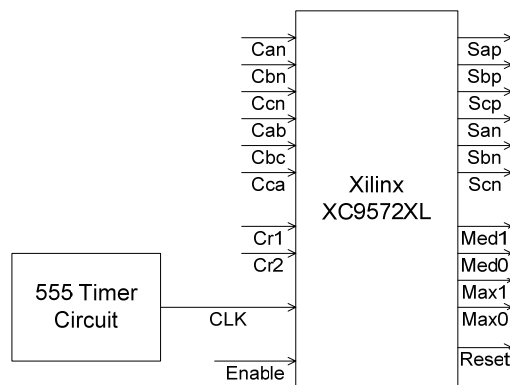 Can
Cbn
Ccn
Cab
Cbc
Cca
Cr1
Cr2
555 Timer
Circuit
CLK
Enable
Xilinx
XC9572XL
Sap
Sbp
Scp
San
Sbn
Scn
Med1
Med0
Max1
Max0
Reset